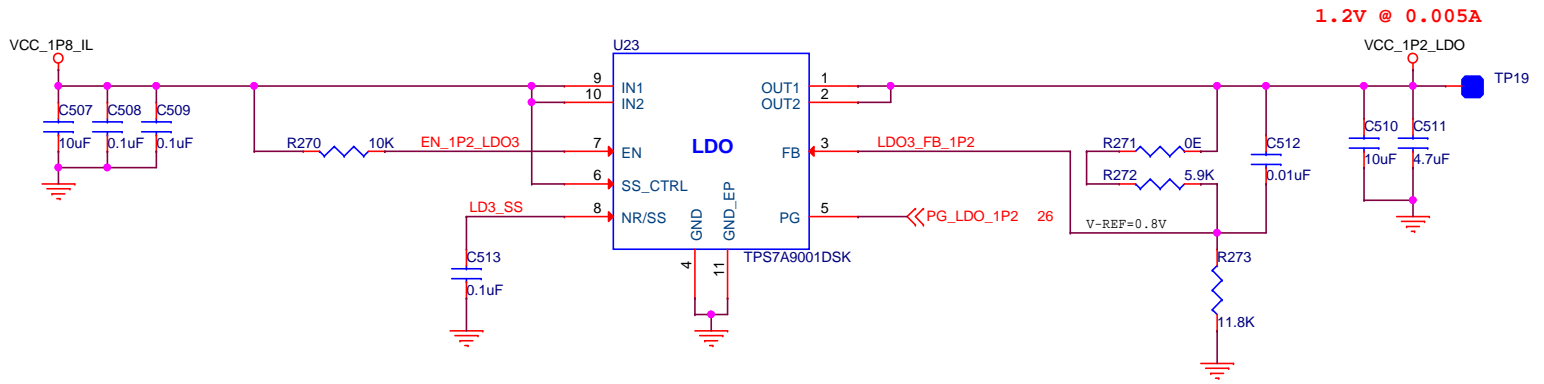 1.2V @ 0.005A
VCC_1P8_IL
U23
VCC_1P2_LDO
TP19
9
IN1
OUT1
1
10
IN2
OUT2
2
C507
C508
C509
10uF
0.1uF
0.1uF
R270
10K
EN_1P2_LDO3
7
EN
LDO
FB
3
LDO3_FB_1P2
R271
0E
C512
0.01uF
C510
10uF
C511
4.7uF
6
SS_CTRL
R272
5.9K
LD3_SS
8
NR/SS
GND
GND_EP
PG
5
PG_LDO_1P2
26
V-REF=0.8V
4
11
TPS7A9001DSK
C513
0.1uF
R273
11.8K